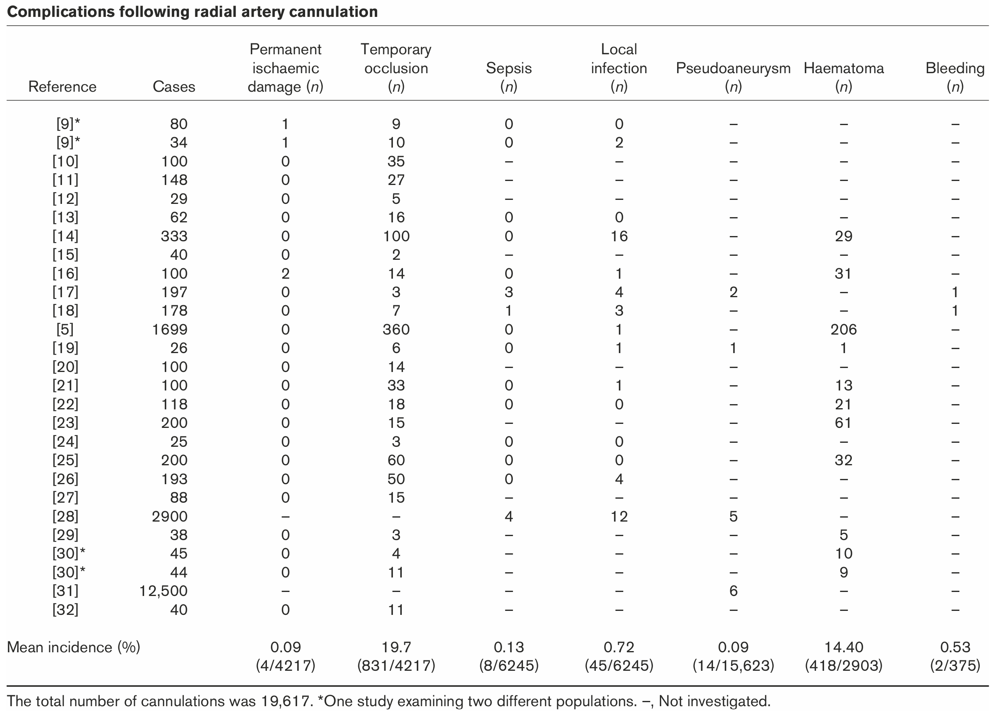 Complications following radial artery cannulation
Permanent Temporary Local
ischaemic occlusion Sepsis infection Pseudoaneurysm Haematoma Bleeding
Reference Cases damage (n) (n) (n) (n) (n) (n) (n)
[9]* 80 1 9 0 0 – – –
[9]* 34 1 10 0 2 – – –
[10] 100 0 35 – – – – –
[11] 148 0 27 – – – – –
[12] 29 0 5 – – – – –
[13] 62 0 16 0 0 – – –
[14] 333 0 100 0 16 – 29 –
[15] 40 0 2 – – – – –
[16] 100 2 14 0 1 – 31 –
[17] 197 0 3 3 4 2 – 1
[18] 178 0 7 1 3 – – 1
[5] 1699 0 360 0 1 – 206 –
[19] 26 0 6 0 1 1 1 –
[20] 100 0 14 – – – – –
[21] 100 0 33 0 1 – 13 –
[22] 118 0 18 0 0 – 21 –
[23] 200 0 15 – – – 61 –
[24] 25 0 3 0 0 – – –
[25] 200 0 60 0 0 – 32 –
[26] 193 0 50 0 4 – – –
[27] 88 0 15 – – – – –
[28] 2900 – – 4 12 5 – –
[29] 38 0 3 – – – 5 –
[30]* 45 0 4 – – – 10 –
[30]* 44 0 11 – – – 9 –
[31] 12,500 – – – – 6 – –
[32] 40 0 11 – – – – –
Mean incidence (%) 0.09 19.7 0.13 0.72 0.09 14.40 0.53
(4/4217) (831/4217) (8/6245) (45/6245) (14/15,623) (418/2903) (2/375)
The total number of cannulations was 19,617. *One study examining two different populations. –, Not investigated.